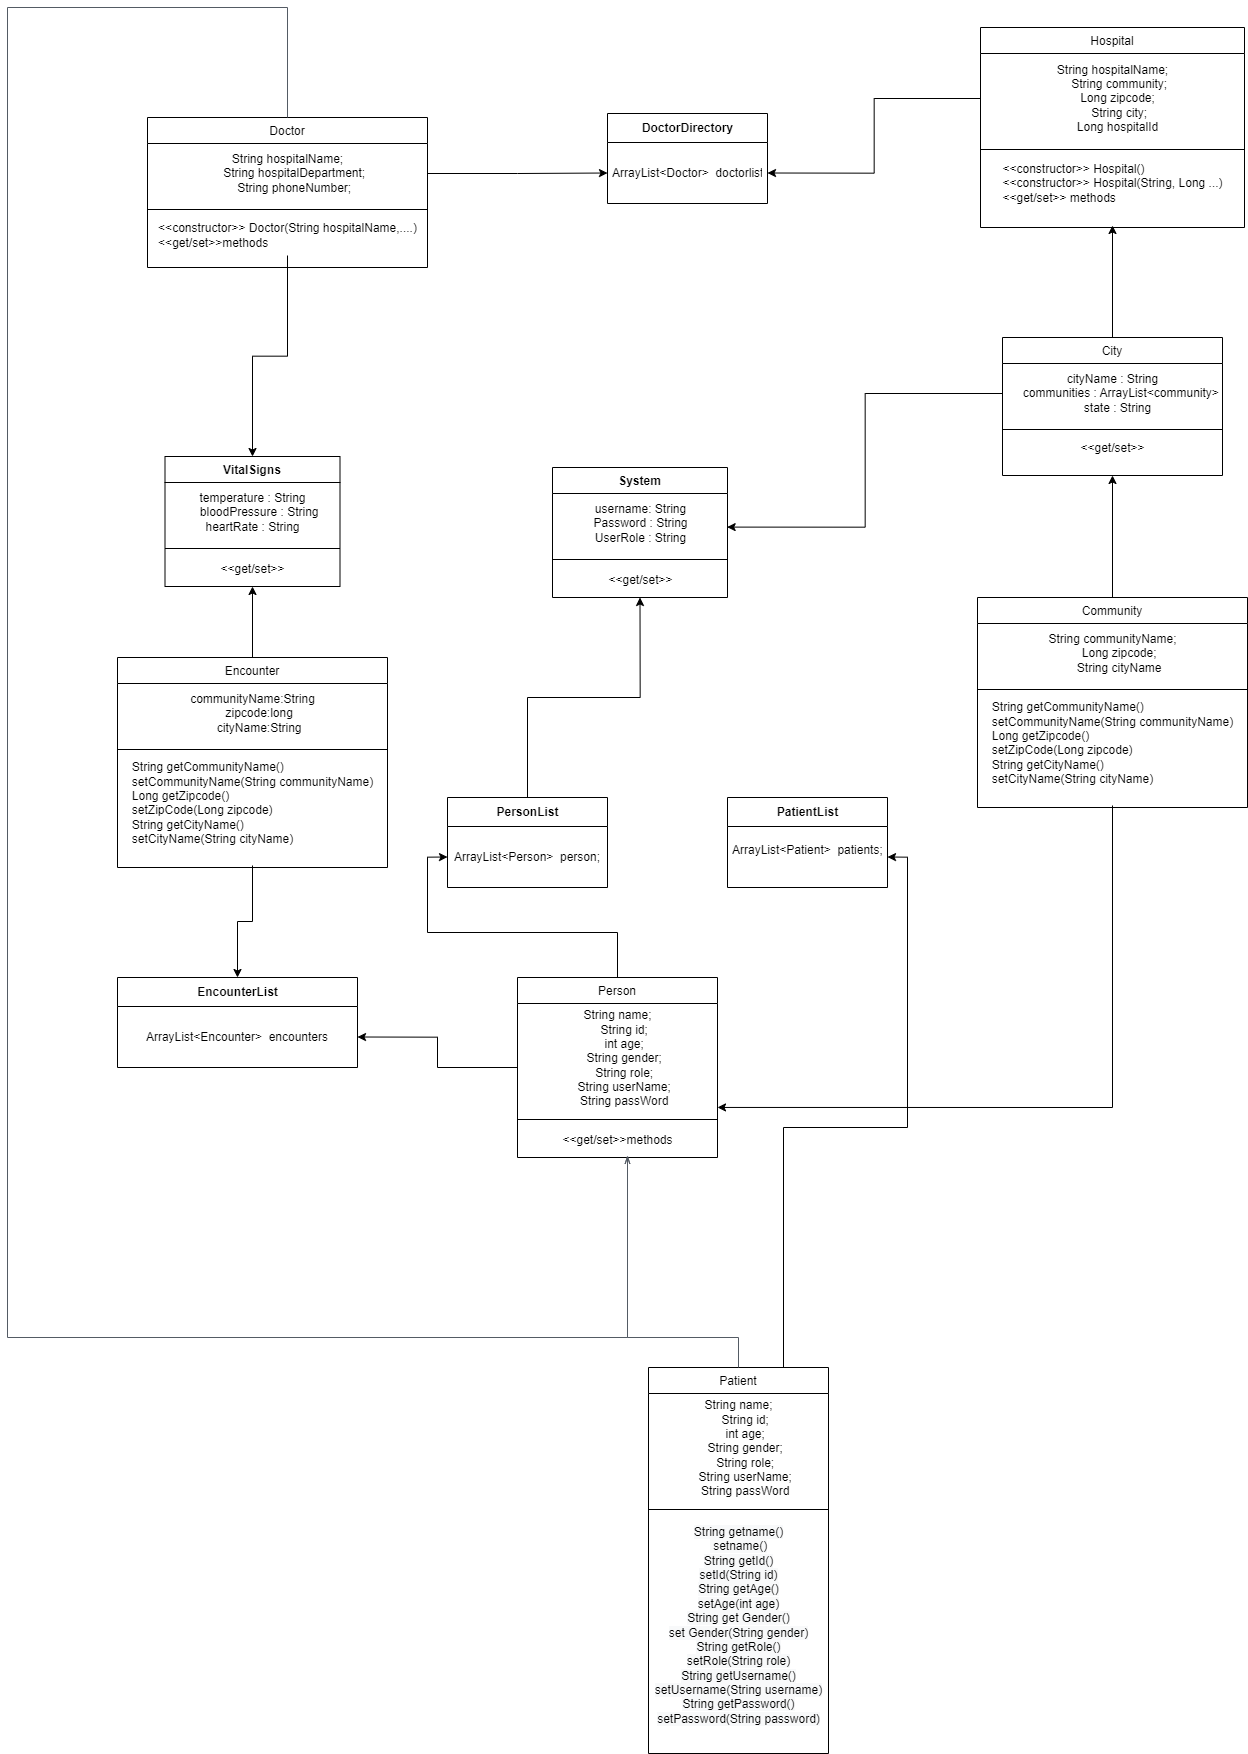 Hospital
String hospitalName;
String community;
Long zipcode;
String city;
Long hospitalId
<<constructor>> Hospital()
<<constructor>> Hospital(String, Long ...)
<<get/set>> methods
Doctor
String hospitalName;
String hospitalDepartment;
String phoneNumber;
<<constructor>> Doctor(String hospitalName,....)
<<get/set>>methods
DoctorDirectory
ArrayList<Doctor> doctorlist
City
cityName : String
communities : ArrayList<community>
state : String
<<get/set>>
VitalSigns
temperature : String
bloodPressure : String
heartRate : String
<<get/set>>
System
username: String
Password : String
UserRole : String
<<get/set>>
Community
String communityName;
Long zipcode;
String cityName
String getCommunityName()
setCommunityName(String communityName)
Long getZipcode()
setZipCode(Long zipcode)
String getCityName()
setCityName(String cityName)
Encounter
communityName:String
zipcode:long
cityName:String
String getCommunityName()
setCommunityName(String communityName)
Long getZipcode()
setZipCode(Long zipcode)
String getCityName()
setCityName(String cityName)
PersonList
ArrayList<Person> person;
PatientList
ArrayList<Patient> patients;
EncounterList
ArrayList<Encounter> encounters
Person
String name;
String id;
int age;
String gender;
String role;
String userName;
String passWord
<<get/set>>methods
Patient
String name;
String id;
int age;
String gender;
String role;
String userName;
String passWord
String getname()
setname()
String getId()
setId(String id)
String getAge()
setAge(int age)
String get Gender()
set Gender(String gender)
String getRole()
setRole(String role)
String getUsername()
setUsername(String username)
String getPassword()
setPassword(String password)